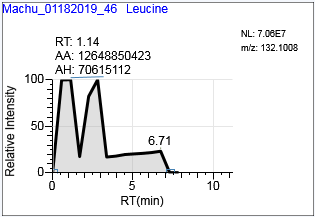 Machu_01182019_46 Leucine
NL: 7.06E7
m/z: 132.1008
RT: 1.14
AA: 12648850423
AH: 70615112
100
50
0
6.71
0 5 10
Relative Intensity
RT(min)